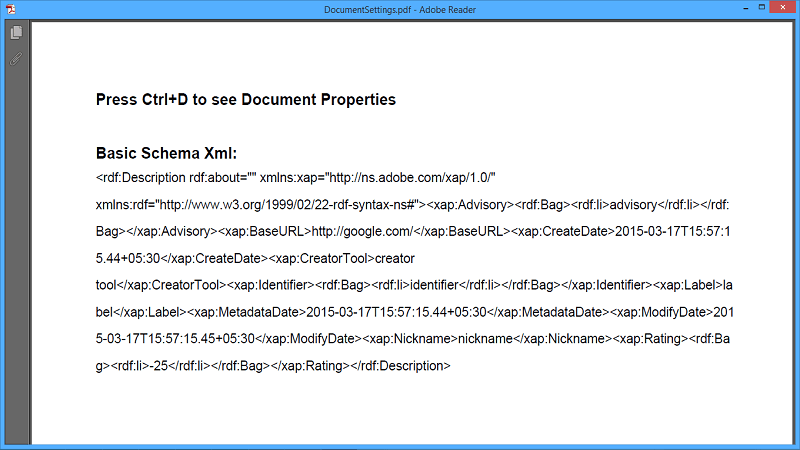 DocumentSettings.pdf - Adobe Reader
Press Ctrl+D to see Document Properties
Basic Schema Xml:
<rdf:Description rdf:about="" xmlns:xap="http://ns.adobe.com/xap/1.0/"
xmlns:rdf="http://www.w3.org/1999/02/22-rdf-syntax-ns#"><xap:Advisory><rdf:Bag><rdf:li>advisory</rdf:li></rdf:
Bag></xap:Advisory><xap:BaseURL>http://google.com/</xap:BaseURL><xap:CreateDate>2015-03-17T15:57:1
5.44+05:30</xap:CreateDate><xap:CreatorTool>creator
tool</xap:CreatorTool><xap:Identifier><rdf:Bag><rdf:li>identifier</rdf:li></rdf:Bag></xap:Identifier><xap:Label>la
bel</xap:Label><xap:MetadataDate>2015-03-17T15:57:15.44+05:30</xap:MetadataDate><xap:ModifyDate>201
5-03-17T15:57:15.45+05:30</xap:ModifyDate><xap:Nickname>nickname</xap:Nickname><xap:Rating><rdf:Ba
g><rdf:li>-25</rdf:li></rdf:Bag></xap:Rating></rdf:Description>